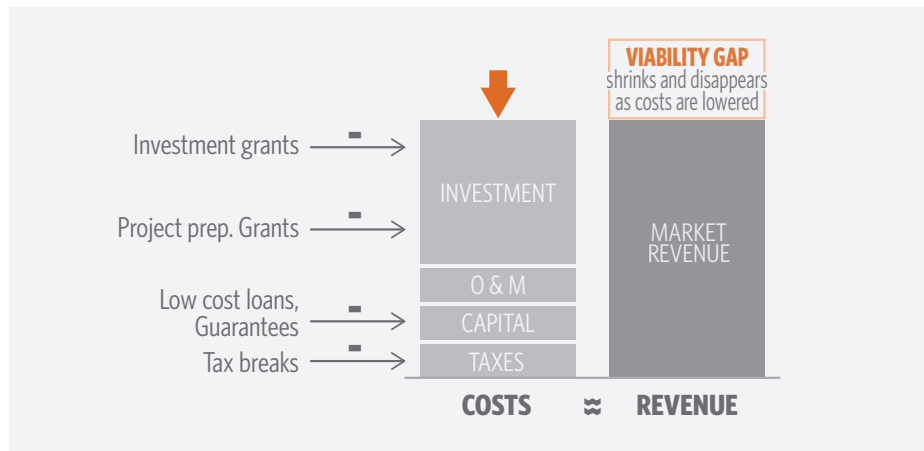 VIABILITY GAP
shrinks and disappears
as costs are lowered
Investment grants
-
INVESTMENT
Project prep. Grants
-
MARKET
REVENUE
O & M
Low cost loans,
Guarantees
-
CAPITAL
Tax breaks
-
TAXES
COSTS ≈ REVENUE